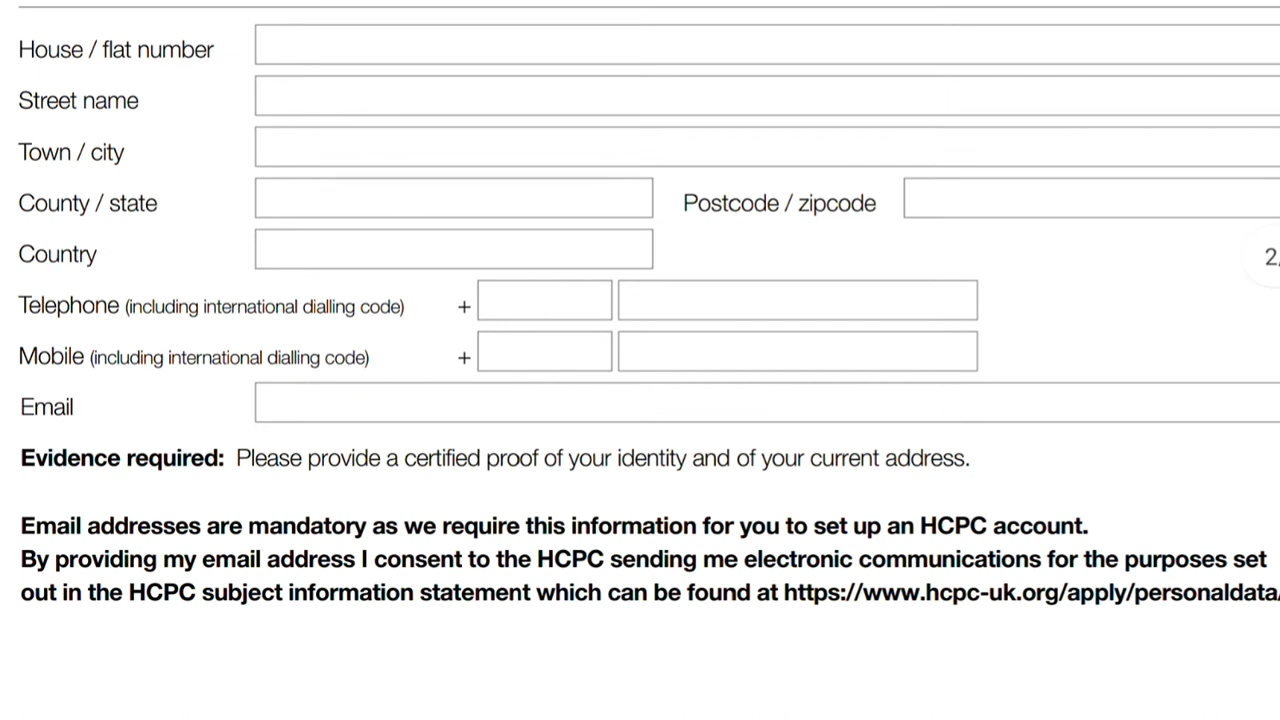 House / flat number
Street name
Town / city
County / state Postcode / zipcode
Country
2
Telephone (including international dialling code) +
Mobile (including international dialling code) +
Email
Evidence required: Please provide a certified proof of your identity and of your current address.
Email addresses are mandatory as we require this information for you to set up an HCPC account.
By providing my email address I consent to the HCPC sending me electronic communications for the purposes set
out in the HCPC subject information statement which can be found at https://www.hcpc-uk.org/apply/personaldata/